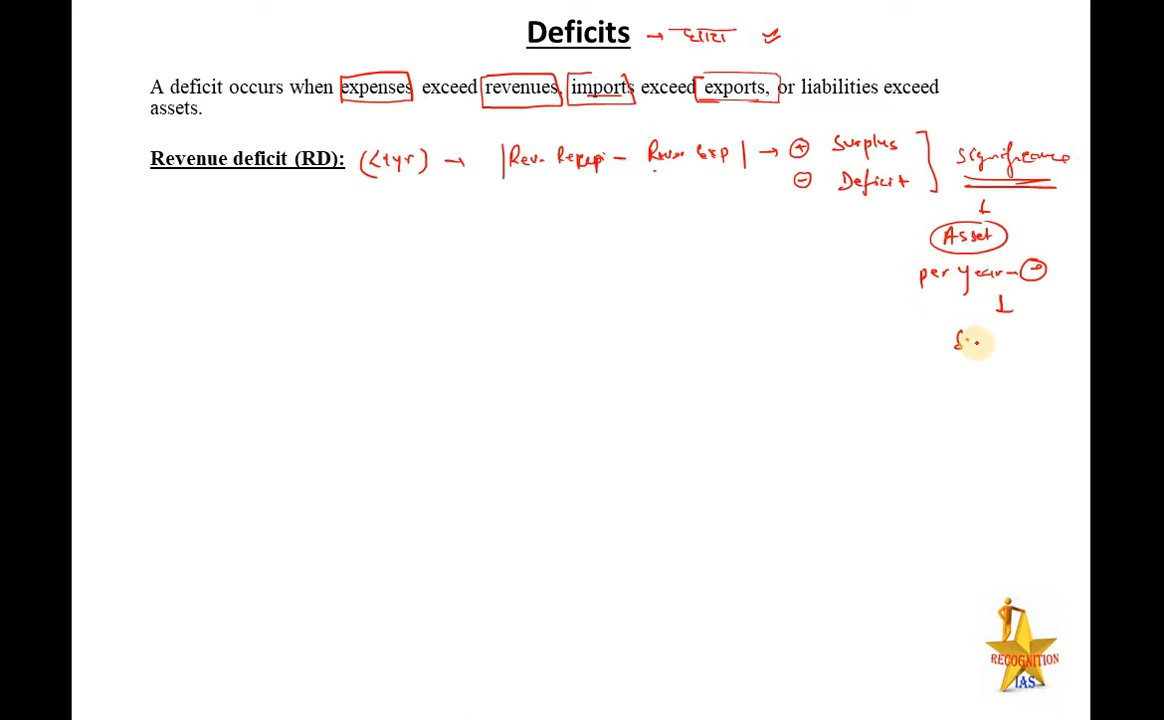 Deficits → घाटा
A deficit occurs when expenses exceed revenues, imports exceed exports, or liabilities exceed
assets.
Revenue deficit (RD): (<1yr) → |Rev. Receipt - Reven Exp| → + Surplus
- Deficit
significance
Asset
per year -
RECOGNITION
IAS